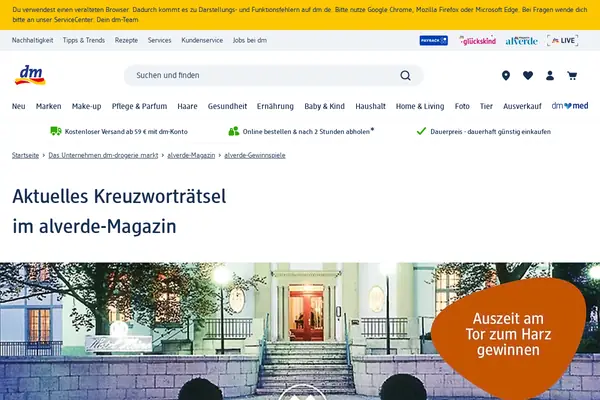 Du verwendest einen veralteten Browser. Dadurch kommt es zu Darstellungs- und Funktionsfehlern auf dm.de. Bitte nutze Google Chrome, Mozilla Firefox oder Microsoft Edge. Bei Fragen wende dich
bitte an unser ServiceCenter. Dein dm-Team
Nachhaltigkeit Tipps & Trends Rezepte Services Kundenservice Jobs bei dm PAYBACK glückskind alverde LIVE
dm Suchen und finden
Neu Marken Make-up Pflege & Parfum Haare Gesundheit Ernährung Baby & Kind Haushalt Home & Living Foto Tier Ausverkauf dm med
Kostenloser Versand ab 59 € mit dm-Konto Online bestellen & nach 2 Stunden abholen* Dauerpreis - dauerhaft günstig einkaufen
Startseite > Das Unternehmen dm-drogerie markt > alverde-Magazin > alverde-Gewinnspiele
Aktuelles Kreuzworträtsel
im alverde-Magazin
Auszeit am
Tor zum Harz
gewinnen